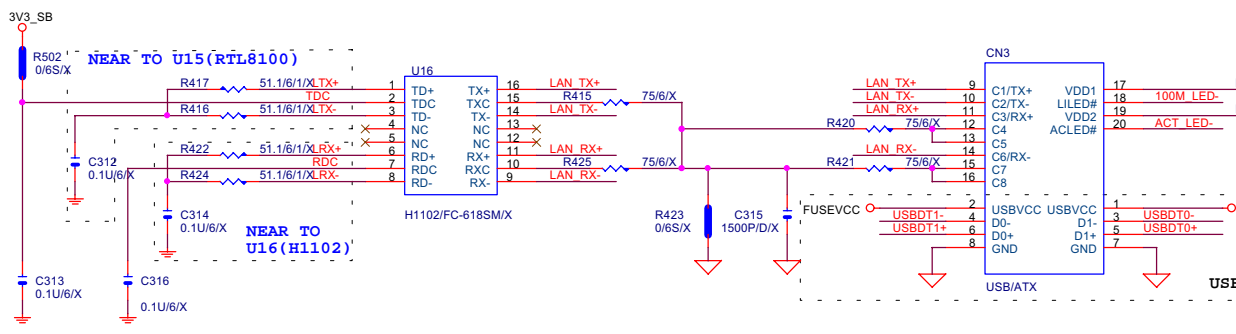 3V3_SB
R502
0/6S/X
NEAR TO U15(RTL8100)
R417
51.1/6/1/X
LTX+
TDC
R416
51.1/6/1/X
LTX-
C312
0.1U/6/X
R422
51.1/6/1/X
LRX+
RDC
R424
51.1/6/1/X
LRX-
C314
0.1U/6/X
NEAR TO
U16(H1102)
C313
0.1U/6/X
C316
0.1U/6/X
U16
1 TD+ TX+ 16
2 TDC TXC 15
3 TD- TX- 14
4 NC NC 13
5 NC NC 12
6 RD+ RX+ 11
7 RDC RXC 10
8 RD- RX- 9
H1102/FC-618SM/X
LAN_TX+
R415
75/6/X
LAN_TX-
LAN_RX+
R425
75/6/X
LAN_RX-
R423
0/6S/X
C315
1500P/D/X
LAN_TX+
LAN_TX-
LAN_RX+
R420
75/6/X
LAN_RX-
R421
75/6/X
CN3
9 C1/TX+ VDD1 17
10 C2/TX- LILED# 18
11 C3/RX+ VDD2 19
12 C4 ACLED# 20
13 C5
14 C6/RX-
15 C7
16 C8
100M_LED-
ACT_LED-
FUSEVCC
USBDT1-
USBDT1+
2 USBVCC USBVCC 1
4 D0- D1- 3
6 D0+ D1+ 5
8 GND GND 7
USBDT0-
USBDT0+
USB/ATX
USB